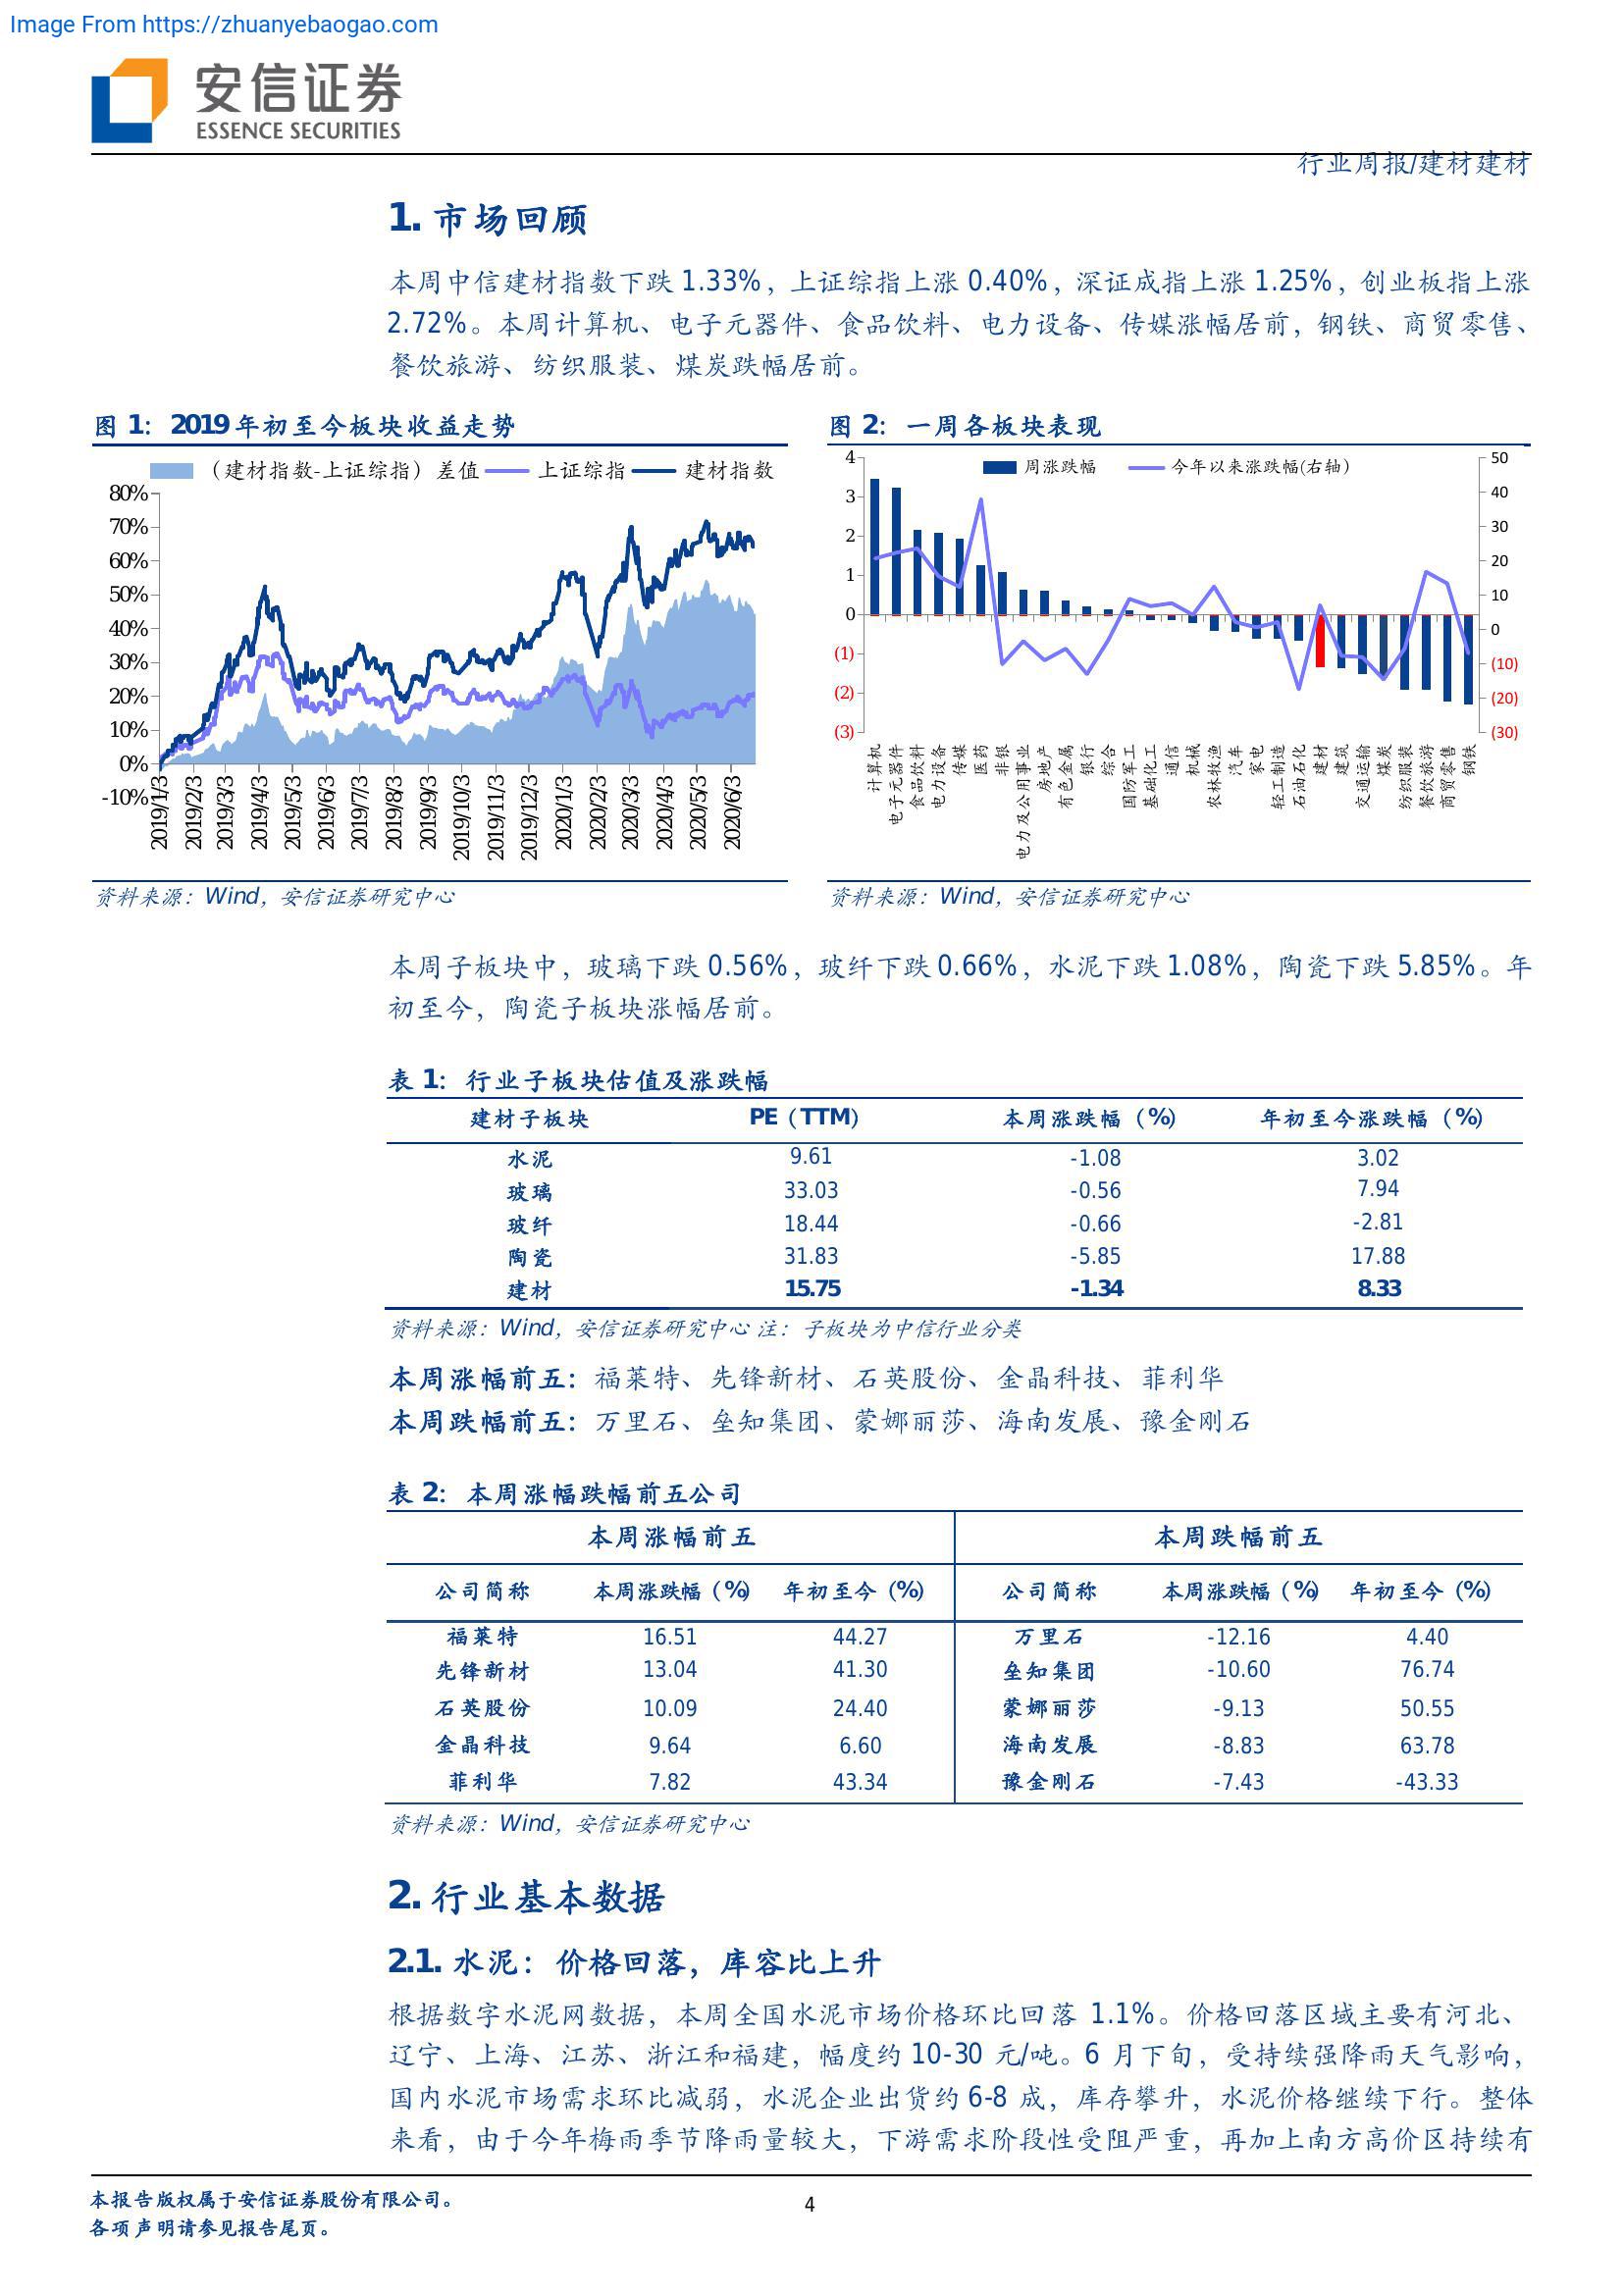 Image From https://zhuanyebaogao.com
安信证券
ESSENCE SECURITIES
行业周报/建材建材
1. 市场回顾
本周中信建材指数下跌 1.33%，上证综指上涨 0.40%，深证成指上涨 1.25%，创业板指上涨
2.72%。本周计算机、电子元器件、食品饮料、电力设备、传媒涨幅居前，钢铁、商贸零售、
餐饮旅游、纺织服装、煤炭跌幅居前。
图 1：2019 年初至今板块收益走势
（建材指数-上证综指）差值 上证综指 建材指数
80%
70%
60%
50%
40%
30%
20%
10%
0%
-10%
2019/1/3
2019/2/3
2019/3/3
2019/4/3
2019/5/3
2019/6/3
2019/7/3
2019/8/3
2019/9/3
2019/10/3
2019/11/3
2019/12/3
2020/1/3
2020/2/3
2020/3/3
2020/4/3
2020/5/3
2020/6/3
资料来源：Wind，安信证券研究中心
图 2：一周各板块表现
周涨跌幅 今年以来涨跌幅(右轴)
4
3
2
1
0
(1)
(2)
(3)
50
40
30
20
10
0
(10)
(20)
(30)
计算机
电子元器件
食品饮料
电力设备
传媒
医药
非银
电力及公用事业
房地产
有色金属
银行
综合
国防军工
基础化工
通信
机械
农林牧渔
汽车
家电
轻工制造
石油石化
建材
建筑
交通运输
煤炭
纺织服装
餐饮旅游
商贸零售
钢铁
资料来源：Wind，安信证券研究中心
本周子板块中，玻璃下跌 0.56%，玻纤下跌 0.66%，水泥下跌 1.08%，陶瓷下跌 5.85%。年
初至今，陶瓷子板块涨幅居前。
表 1：行业子板块估值及涨跌幅
建材子板块 PE（TTM） 本周涨跌幅（%） 年初至今涨跌幅（%）
水泥 9.61 -1.08 3.02
玻璃 33.03 -0.56 7.94
玻纤 18.44 -0.66 -2.81
陶瓷 31.83 -5.85 17.88
建材 15.75 -1.34 8.33
资料来源：Wind，安信证券研究中心 注：子板块为中信行业分类
本周涨幅前五：福莱特、先锋新材、石英股份、金晶科技、菲利华
本周跌幅前五：万里石、垒知集团、蒙娜丽莎、海南发展、豫金刚石
表 2：本周涨幅跌幅前五公司
本周涨幅前五 本周跌幅前五
公司简称 本周涨跌幅（%） 年初至今（%） 公司简称 本周涨跌幅（%） 年初至今（%）
福莱特 16.51 44.27 万里石 -12.16 4.40
先锋新材 13.04 41.30 垒知集团 -10.60 76.74
石英股份 10.09 24.40 蒙娜丽莎 -9.13 50.55
金晶科技 9.64 6.60 海南发展 -8.83 63.78
菲利华 7.82 43.34 豫金刚石 -7.43 -43.33
资料来源：Wind，安信证券研究中心
2. 行业基本数据
2.1. 水泥：价格回落，库容比上升
根据数字水泥网数据，本周全国水泥市场价格环比回落 1.1%。价格回落区域主要有河北、
辽宁、上海、江苏、浙江和福建，幅度约 10-30 元/吨。6 月下旬，受持续强降雨天气影响，
国内水泥市场需求环比减弱，水泥企业出货约 6-8 成，库存攀升，水泥价格继续下行。整体
来看，由于今年梅雨季节降雨量较大，下游需求阶段性受阻严重，再加上南方高价区持续有
本报告版权属于安信证券股份有限公司。
各项声明请参见报告尾页。
4